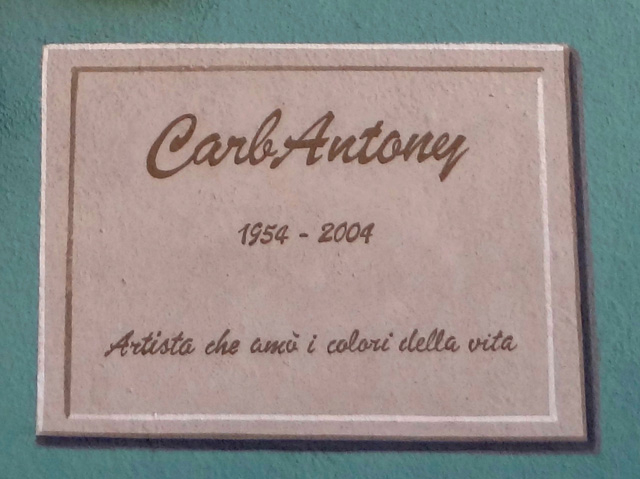 CarbAntony
1954 - 2004
Artista che amò i colori della vita